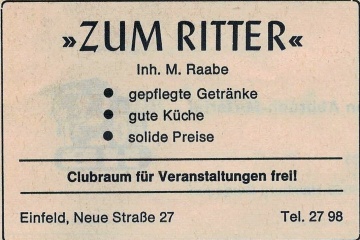 »ZUM RITTER«
Inh. M. Raabe
● gepflegte Getränke
● gute Küche
● solide Preise
Clubraum für Veranstaltungen frei!
Einfeld, Neue Straße 27 Tel. 27 98